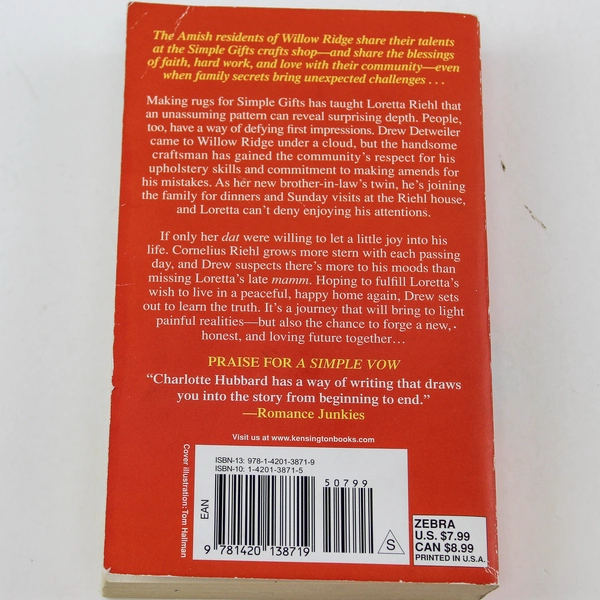 The Amish residents of Willow Ridge share their talents
at the Simple Gifts crafts shop—and share the blessings
of faith, hard work, and love with their community—even
when family secrets bring unexpected challenges . . .
Making rugs for Simple Gifts has taught Loretta Riehl that
an unassuming pattern can reveal surprising depth. People,
too, have a way of defying first impressions. Drew Detweiler
came to Willow Ridge under a cloud, but the handsome
craftsman has gained the community's respect for his
upholstery skills and commitment to making amends for
his mistakes. As her new brother-in-law's twin, he's joining
the family for dinners and Sunday visits at the Riehl house,
and Loretta can't deny enjoying his attentions.
If only her dat were willing to let a little joy into his
life. Cornelius Riehl grows more stern with each passing
day, and Drew suspects there's more to his moods than
missing Loretta's late mamm. Hoping to fulfill Loretta's
wish to live in a peaceful, happy home again, Drew sets
out to learn the truth. It's a journey that will bring to light
painful realities—but also the chance to forge a new,
honest, and loving future together…
PRAISE FOR A SIMPLE VOW
“Charlotte Hubbard has a way of writing that draws
you into the story from beginning to end.”
—Romance Junkies
Visit us at www.kensingtonbooks.com
Cover illustration: Tom Hallman
ISBN-13: 978-1-4201-3871-9
ISBN-10: 1-4201-3871-5
50799
EAN
9 781420 138719
S
ZEBRA
U.S. $7.99
CAN $8.99
PRINTED IN U.S.A.